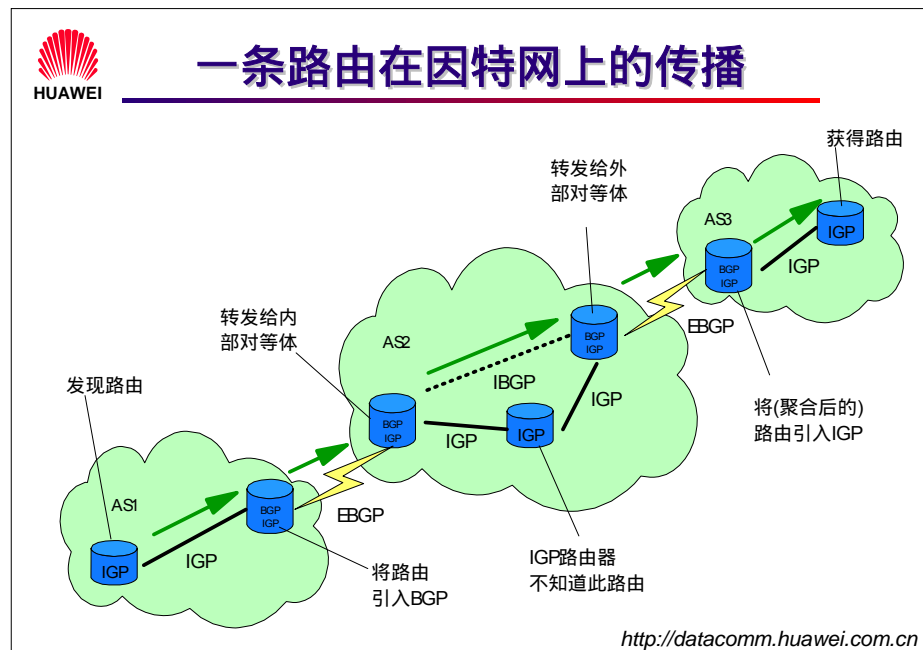 HUAWEI
一条路由在因特网上的传播
获得路由
转发给外
部对等体
AS3
IGP
BGP
IGP
IGP
EBGP
转发给内
部对等体
AS2
BGP
IGP
IBGP
IGP
发现路由
BGP
IGP
IGP
IGP
将(聚合后的)
路由引入IGP
AS1
BGP
IGP
EBGP
IGP
IGP
IGP路由器
不知道此路由
将路由
引入BGP
http://datacomm.huawei.com.cn